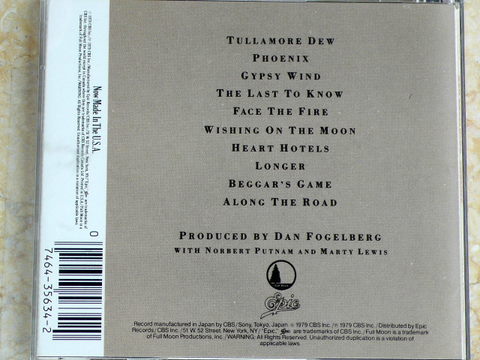 TULLAMORE DEW
PHOENIX
GYPSY WIND
THE LAST TO KNOW
FACE THE FIRE
WISHING ON THE MOON
HEART HOTELS
LONGER
BEGGAR'S GAME
ALONG THE ROAD
PRODUCED BY DAN FOGELBERG
WITH NORBERT PUTNAM AND MARTY LEWIS
Epic
Record manufactured in Japan by CBS/Sony, Tokyo, Japan ℗ 1979 CBS Inc./© 1979 CBS Inc./Distributed by Epic
Records/CBS Inc./51 W. 52 Street, New York, NY/"Epic," are trademarks of CBS Inc./Full Moon is a trademark
of Full Moon Productions, Inc./WARNING: All Rights Reserved. Unauthorized duplication is a violation of
applicable laws.
Now Made In The U.S.A.
0
7464-35634-2